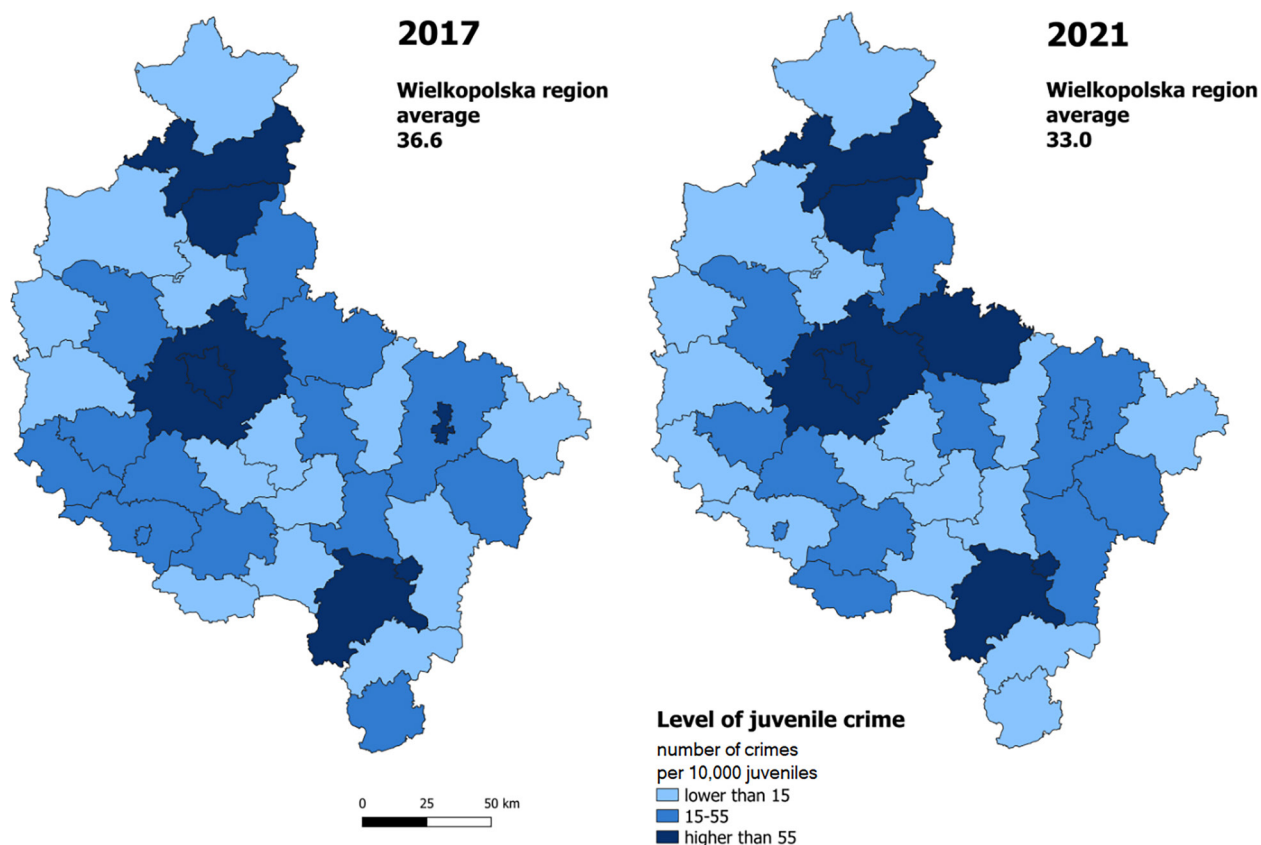 2017
Wielkopolska region
average
36.6
2021
Wielkopolska region
average
33.0
Level of juvenile crime
number of crimes
per 10,000 juveniles
lower than 15
15-55
higher than 55
0 25 50 km